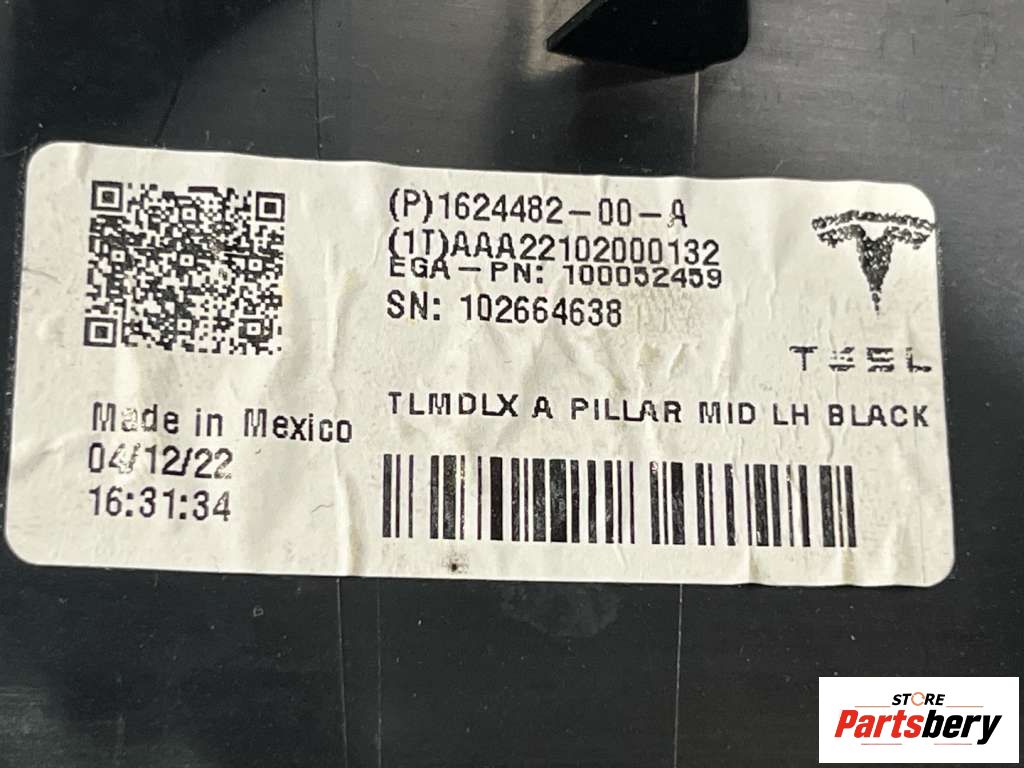 (P)1624482-00-A
(1T)AAA22102000132
EGA-PN: 100052459
SN: 102664638
TESL
TLMDLX A PILLAR MID LH BLACK
Made in Mexico
04/12/22
16:31:34
STORE
Partsbery